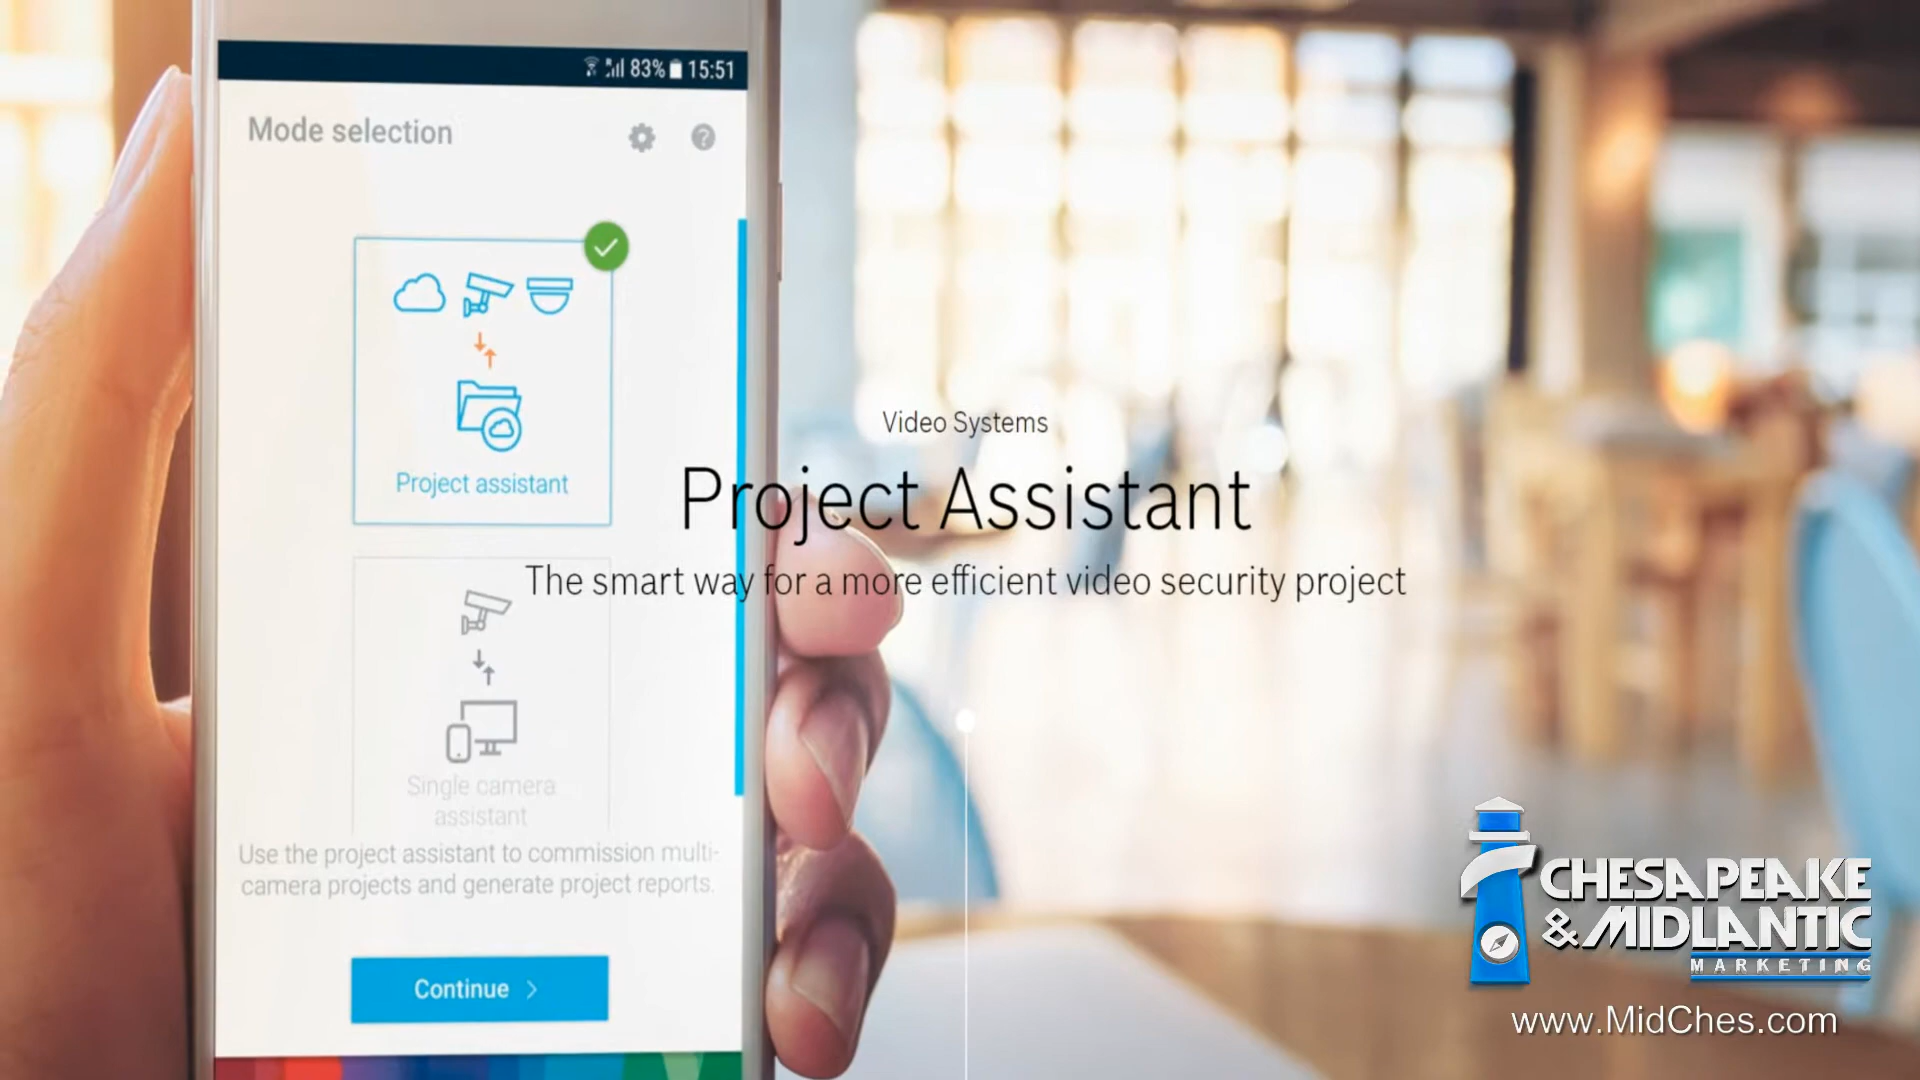 83% 15:51
Mode selection
Project assistant
Single camera
assistant
Use the project assistant to commission multi-
camera projects and generate project reports.
Continue
Video Systems
Project Assistant
The smart way for a more efficient video security project
CHESAPEAKE
& MIDLANTIC
MARKETING
www.MidChes.com